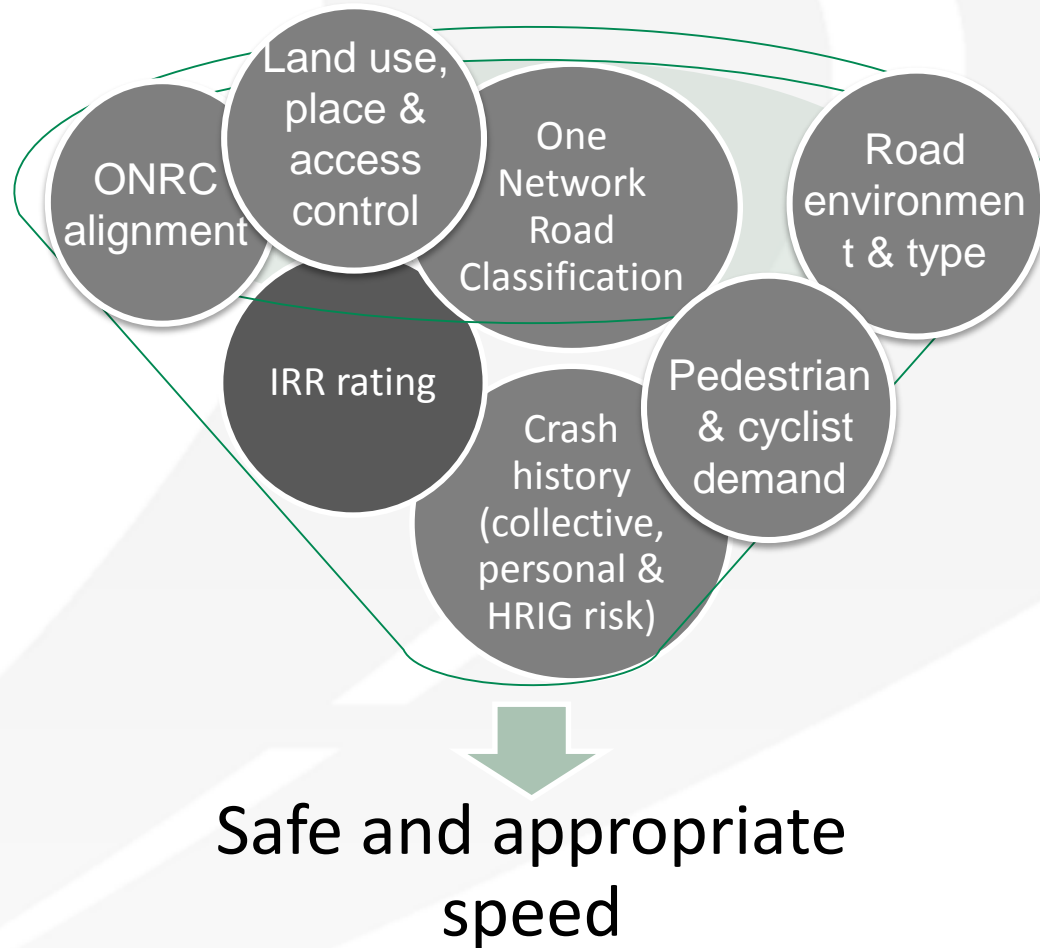 Land use,
place &
access
control
ONRC
alignment
One
Network
Road
Classification
Road
environmen
t & type
IRR rating
Pedestrian
& cyclist
demand
Crash
history
(collective,
personal &
HRIG risk)
Safe and appropriate
speed